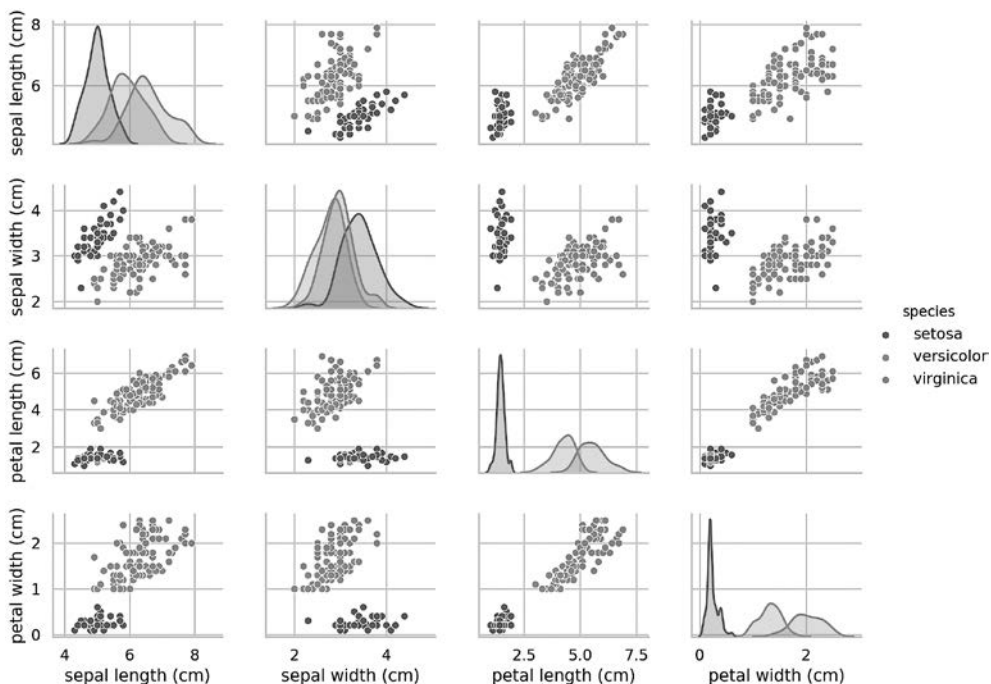 sepal length (cm)
8
6
sepal width (cm)
4
3
2
species
setosa
versicolor
virginica
petal length (cm)
6
4
2
petal width (cm)
2
1
0
4 6 8
2 4
2.5 5.0 7.5
0 2
sepal length (cm)
sepal width (cm)
petal length (cm)
petal width (cm)